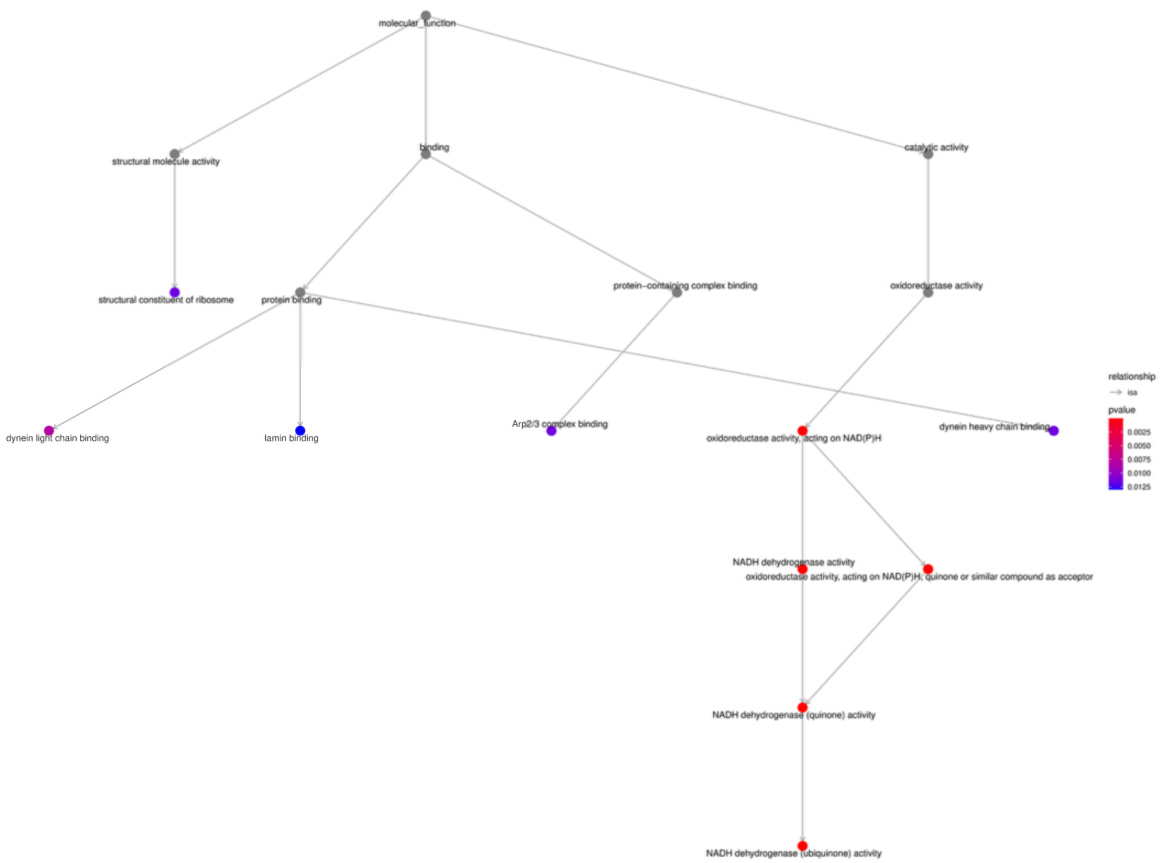 molecular_function
structural molecule activity
binding
catalytic activity
structural constituent of ribosome
protein binding
protein−containing complex binding
oxidoreductase activity
dynein light chain binding
lamin binding
Arp2/3 complex binding
oxidoreductase activity, acting on NAD(P)H
dynein heavy chain binding
relationship
isa
pvalue
0.0025
0.0050
0.0075
0.0100
0.0125
NADH dehydrogenase activity
oxidoreductase activity, acting on NAD(P)H, quinone or similar compound as acceptor
NADH dehydrogenase (quinone) activity
NADH dehydrogenase (ubiquinone) activity